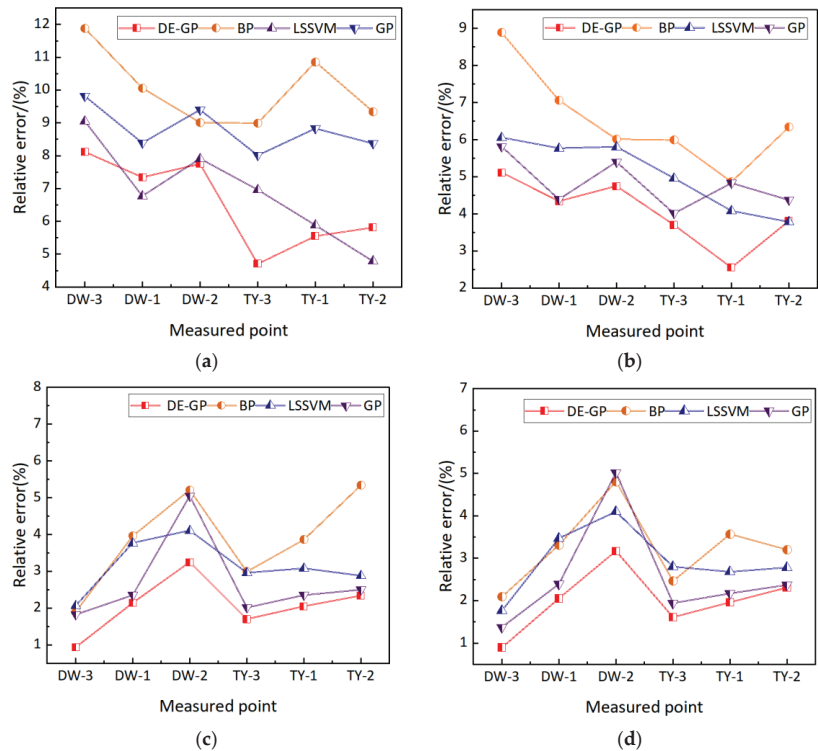 DE-GP BP LSSVM GP
12
11
10
9
8
7
6
5
4
Relative error/(%)
DW-3 DW-1 DW-2 TY-3 TY-1 TY-2
Measured point
(a)
DE-GP BP LSSVM GP
9
8
7
6
5
4
3
2
Relative error/(%)
DW-3 DW-1 DW-2 TY-3 TY-1 TY-2
Measured point
(b)
DE-GP BP LSSVM GP
8
7
6
5
4
3
2
1
Relative error(%)
DW-3 DW-1 DW-2 TY-3 TY-1 TY-2
Measured point
(c)
DE-GP BP LSSVM GP
7
6
5
4
3
2
1
Relative error/(%)
DW-3 DW-1 DW-2 TY-3 TY-1 TY-2
Measured point
(d)